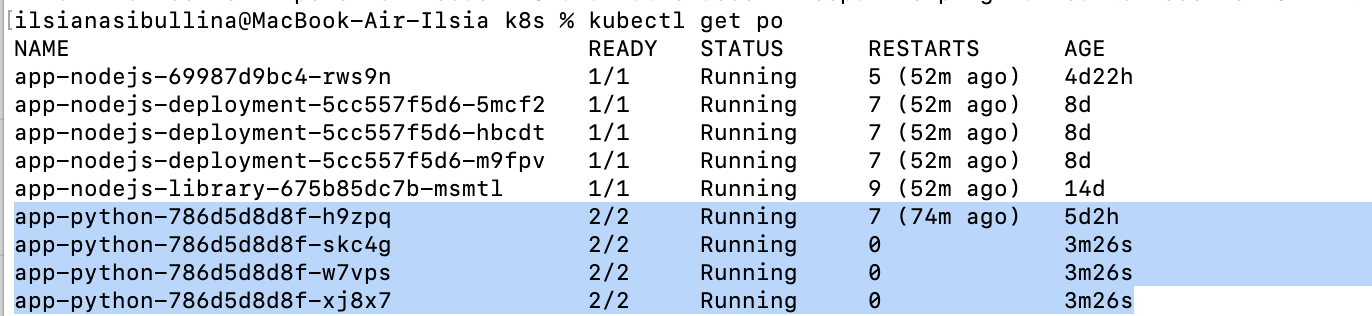 [ilsianasibullina@MacBook-Air-Ilsia k8s % kubectl get po
NAME READY STATUS RESTARTS AGE
app-nodejs-69987d9bc4-rws9n 1/1 Running 5 (52m ago) 4d22h
app-nodejs-deployment-5cc557f5d6-5mcf2 1/1 Running 7 (52m ago) 8d
app-nodejs-deployment-5cc557f5d6-hbcdt 1/1 Running 7 (52m ago) 8d
app-nodejs-deployment-5cc557f5d6-m9fpv 1/1 Running 7 (52m ago) 8d
app-nodejs-library-675b85dc7b-msmtl 1/1 Running 9 (52m ago) 14d
app-python-786d5d8d8f-h9zpq 2/2 Running 7 (74m ago) 5d2h
app-python-786d5d8d8f-skc4g 2/2 Running 0 3m26s
app-python-786d5d8d8f-w7vps 2/2 Running 0 3m26s
app-python-786d5d8d8f-xj8x7 2/2 Running 0 3m26s